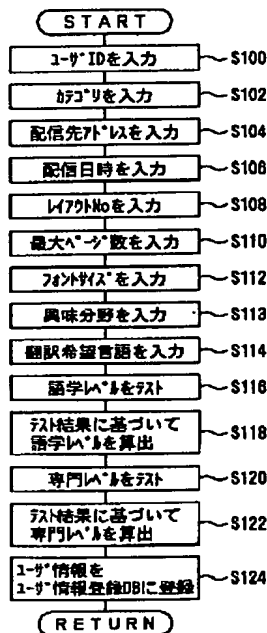 START
ﾕｰｻﾞIDを入力
S100
ｶﾃｺﾞﾘを入力
S102
配信先ｱﾄﾞﾚｽを入力
S104
配信日時を入力
S106
ﾚｲｱｳﾄNoを入力
S108
最大ﾍﾟｰｼﾞ数を入力
S110
ﾌｫﾝﾄｻｲｽﾞを入力
S112
興味分野を入力
S113
翻訳希望言語を入力
S114
語学ﾚﾍﾞﾙをﾃｽﾄ
S116
ﾃｽﾄ結果に基づいて
語学ﾚﾍﾞﾙを算出
S118
専門ﾚﾍﾞﾙをﾃｽﾄ
S120
ﾃｽﾄ結果に基づいて
専門ﾚﾍﾞﾙを算出
S122
ﾕｰｻﾞ情報を
ﾕｰｻﾞ情報登録DBに登録
S124
RETURN